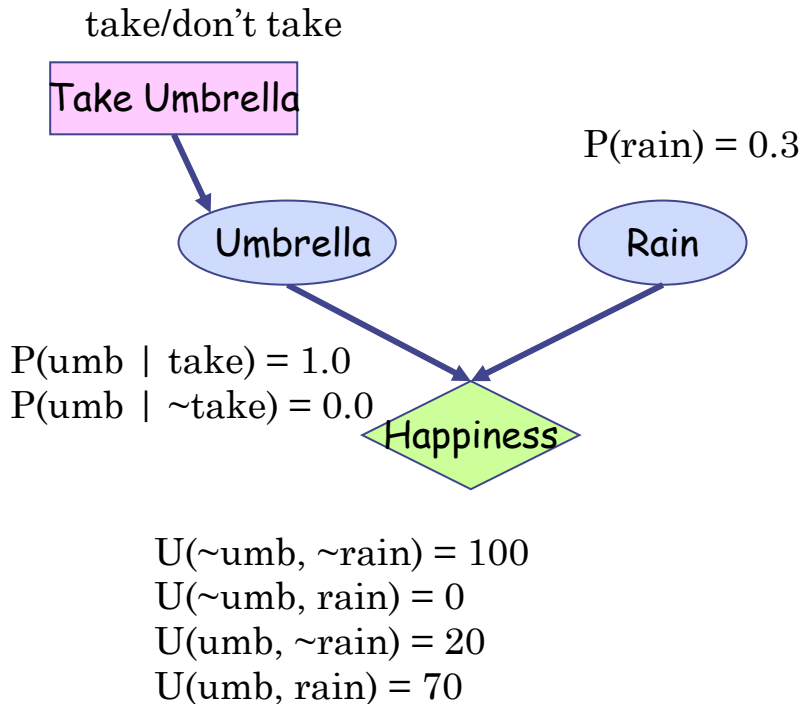 take/don't take
Take Umbrella
P(rain) = 0.3
Umbrella
Rain
P(umb | take) = 1.0
P(umb | ~take) = 0.0
Happiness
U(~umb, ~rain) = 100
U(~umb, rain) = 0
U(umb, ~rain) = 20
U(umb, rain) = 70